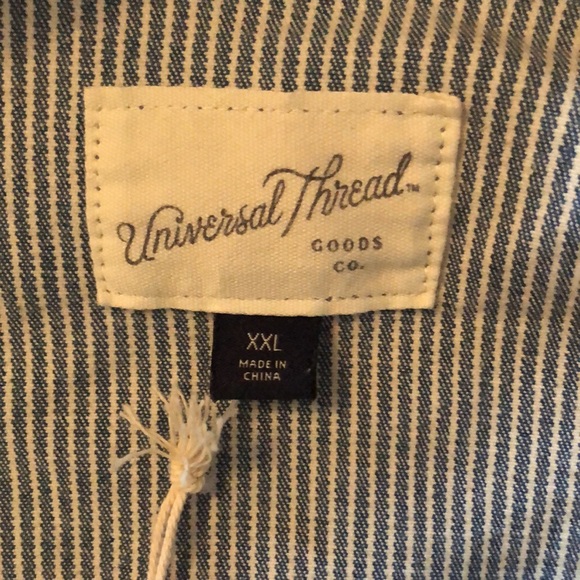 Universal Thread™
GOODS
CO.
XXL
MADE IN
CHINA